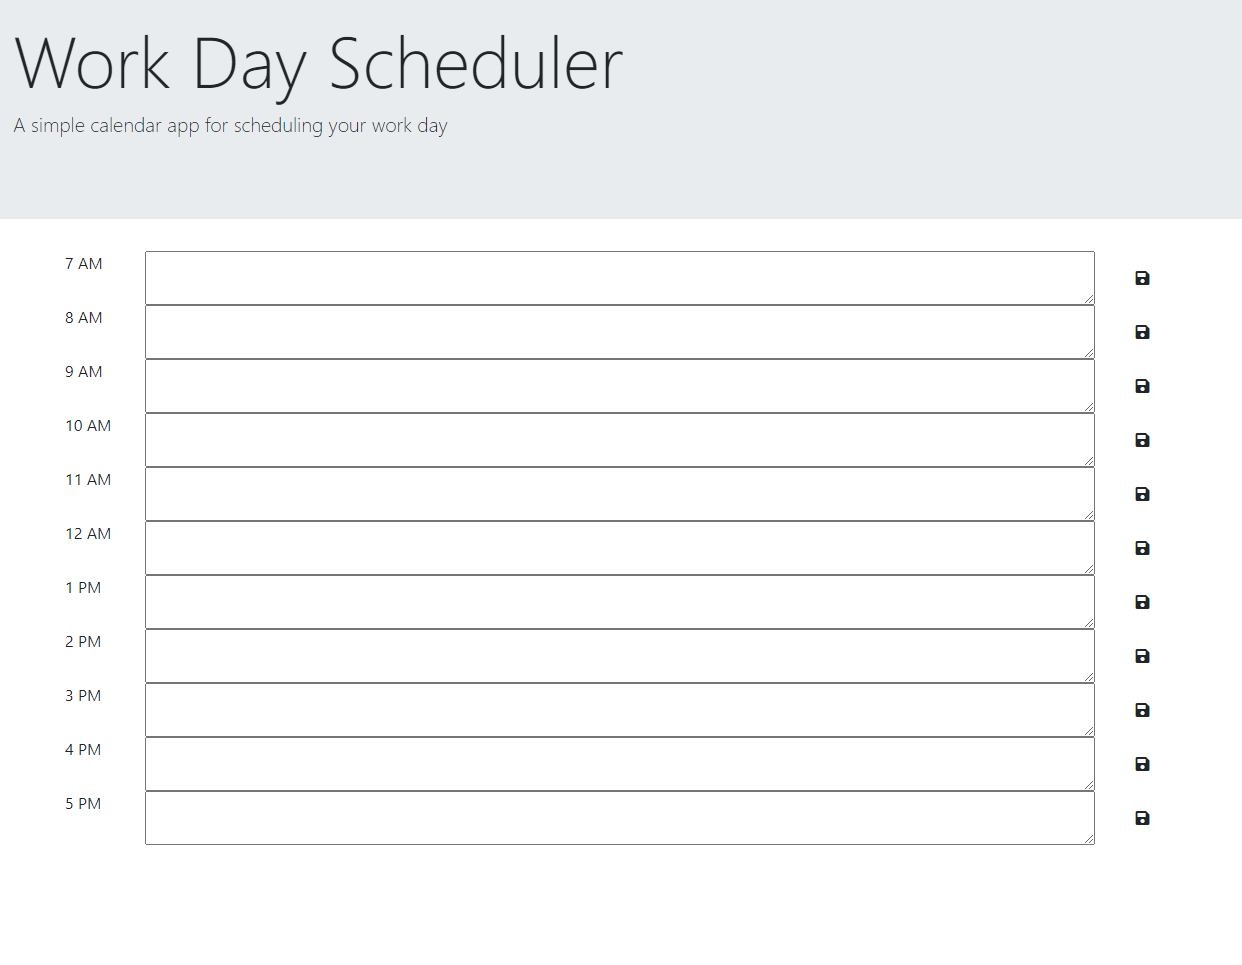 Work Day Scheduler
A simple calendar app for scheduling your work day
7 AM
8 AM
9 AM
10 AM
11 AM
12 AM
1 PM
2 PM
3 PM
4 PM
5 PM